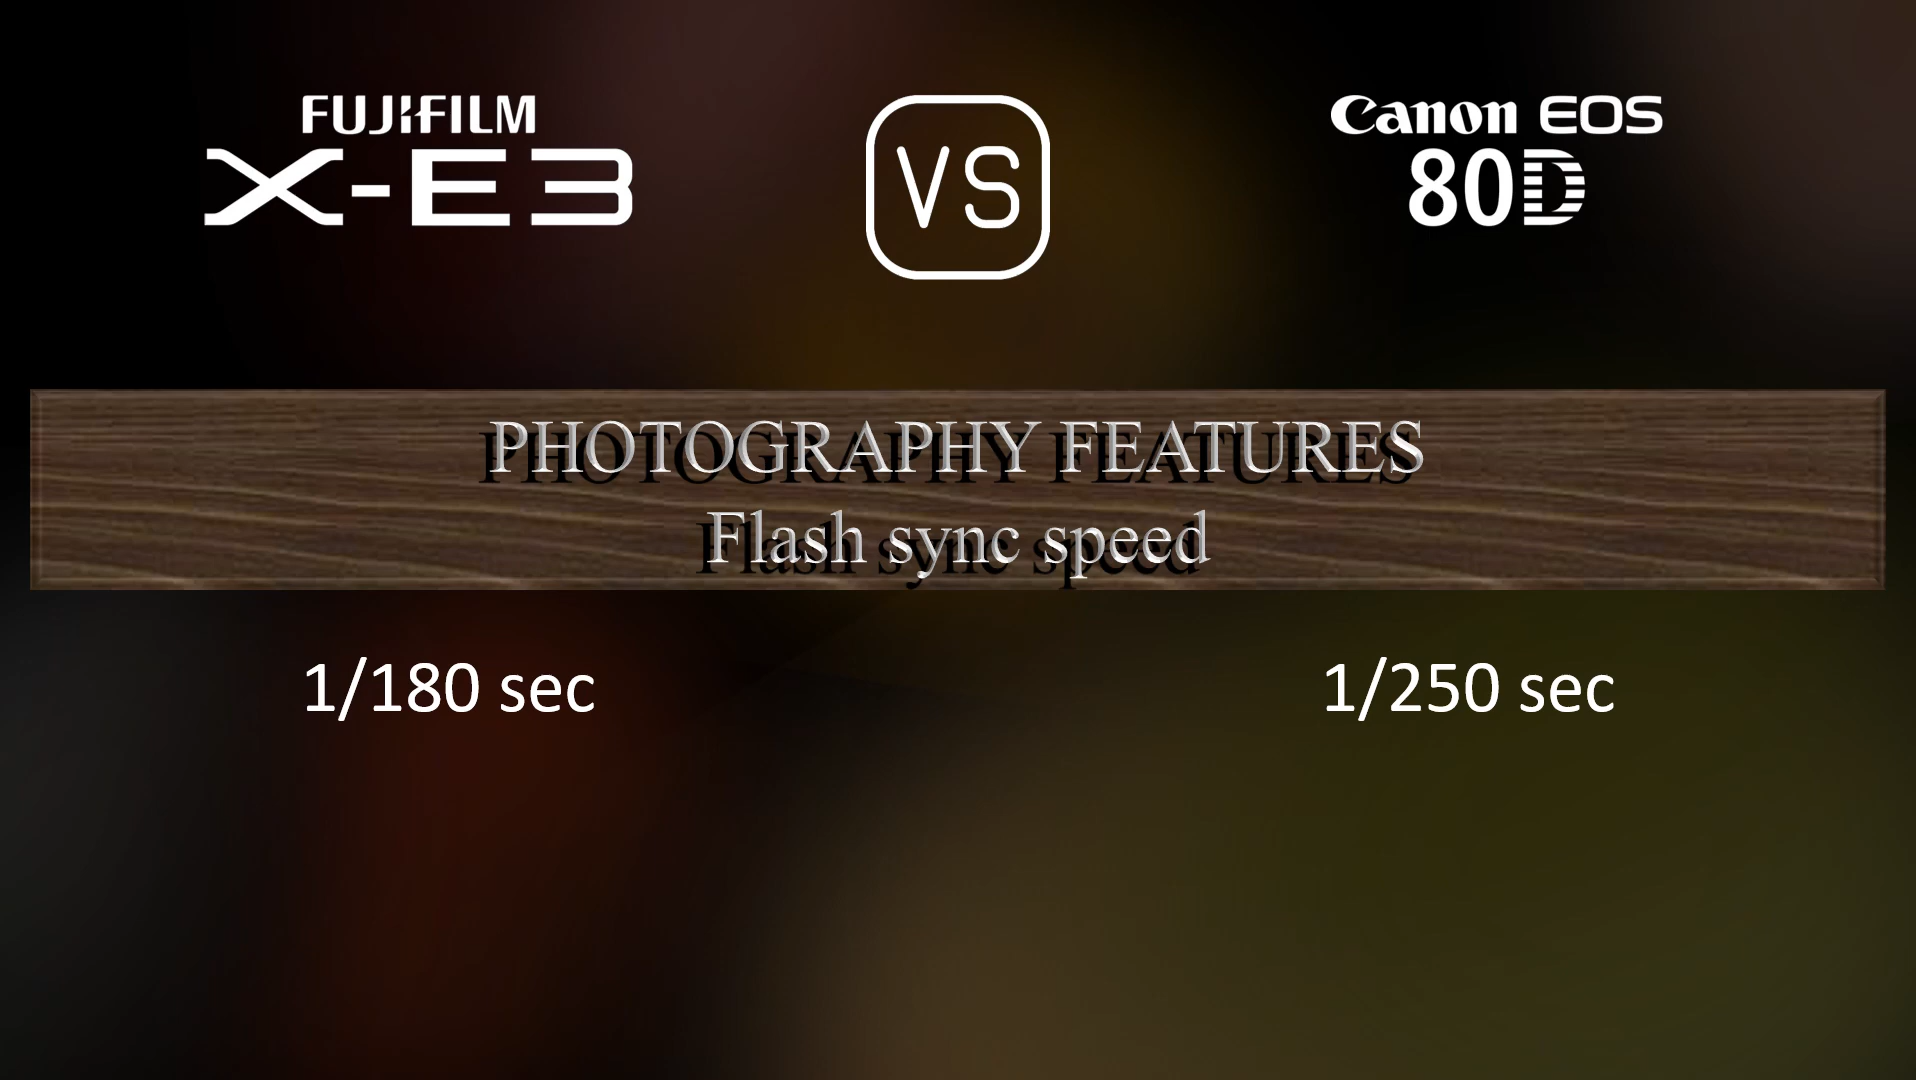 FUJIFILM
X-E3
VS
Canon EOS
80D
PHOTOGRAPHY FEATURES
Flash sync speed
1/180 sec
1/250 sec